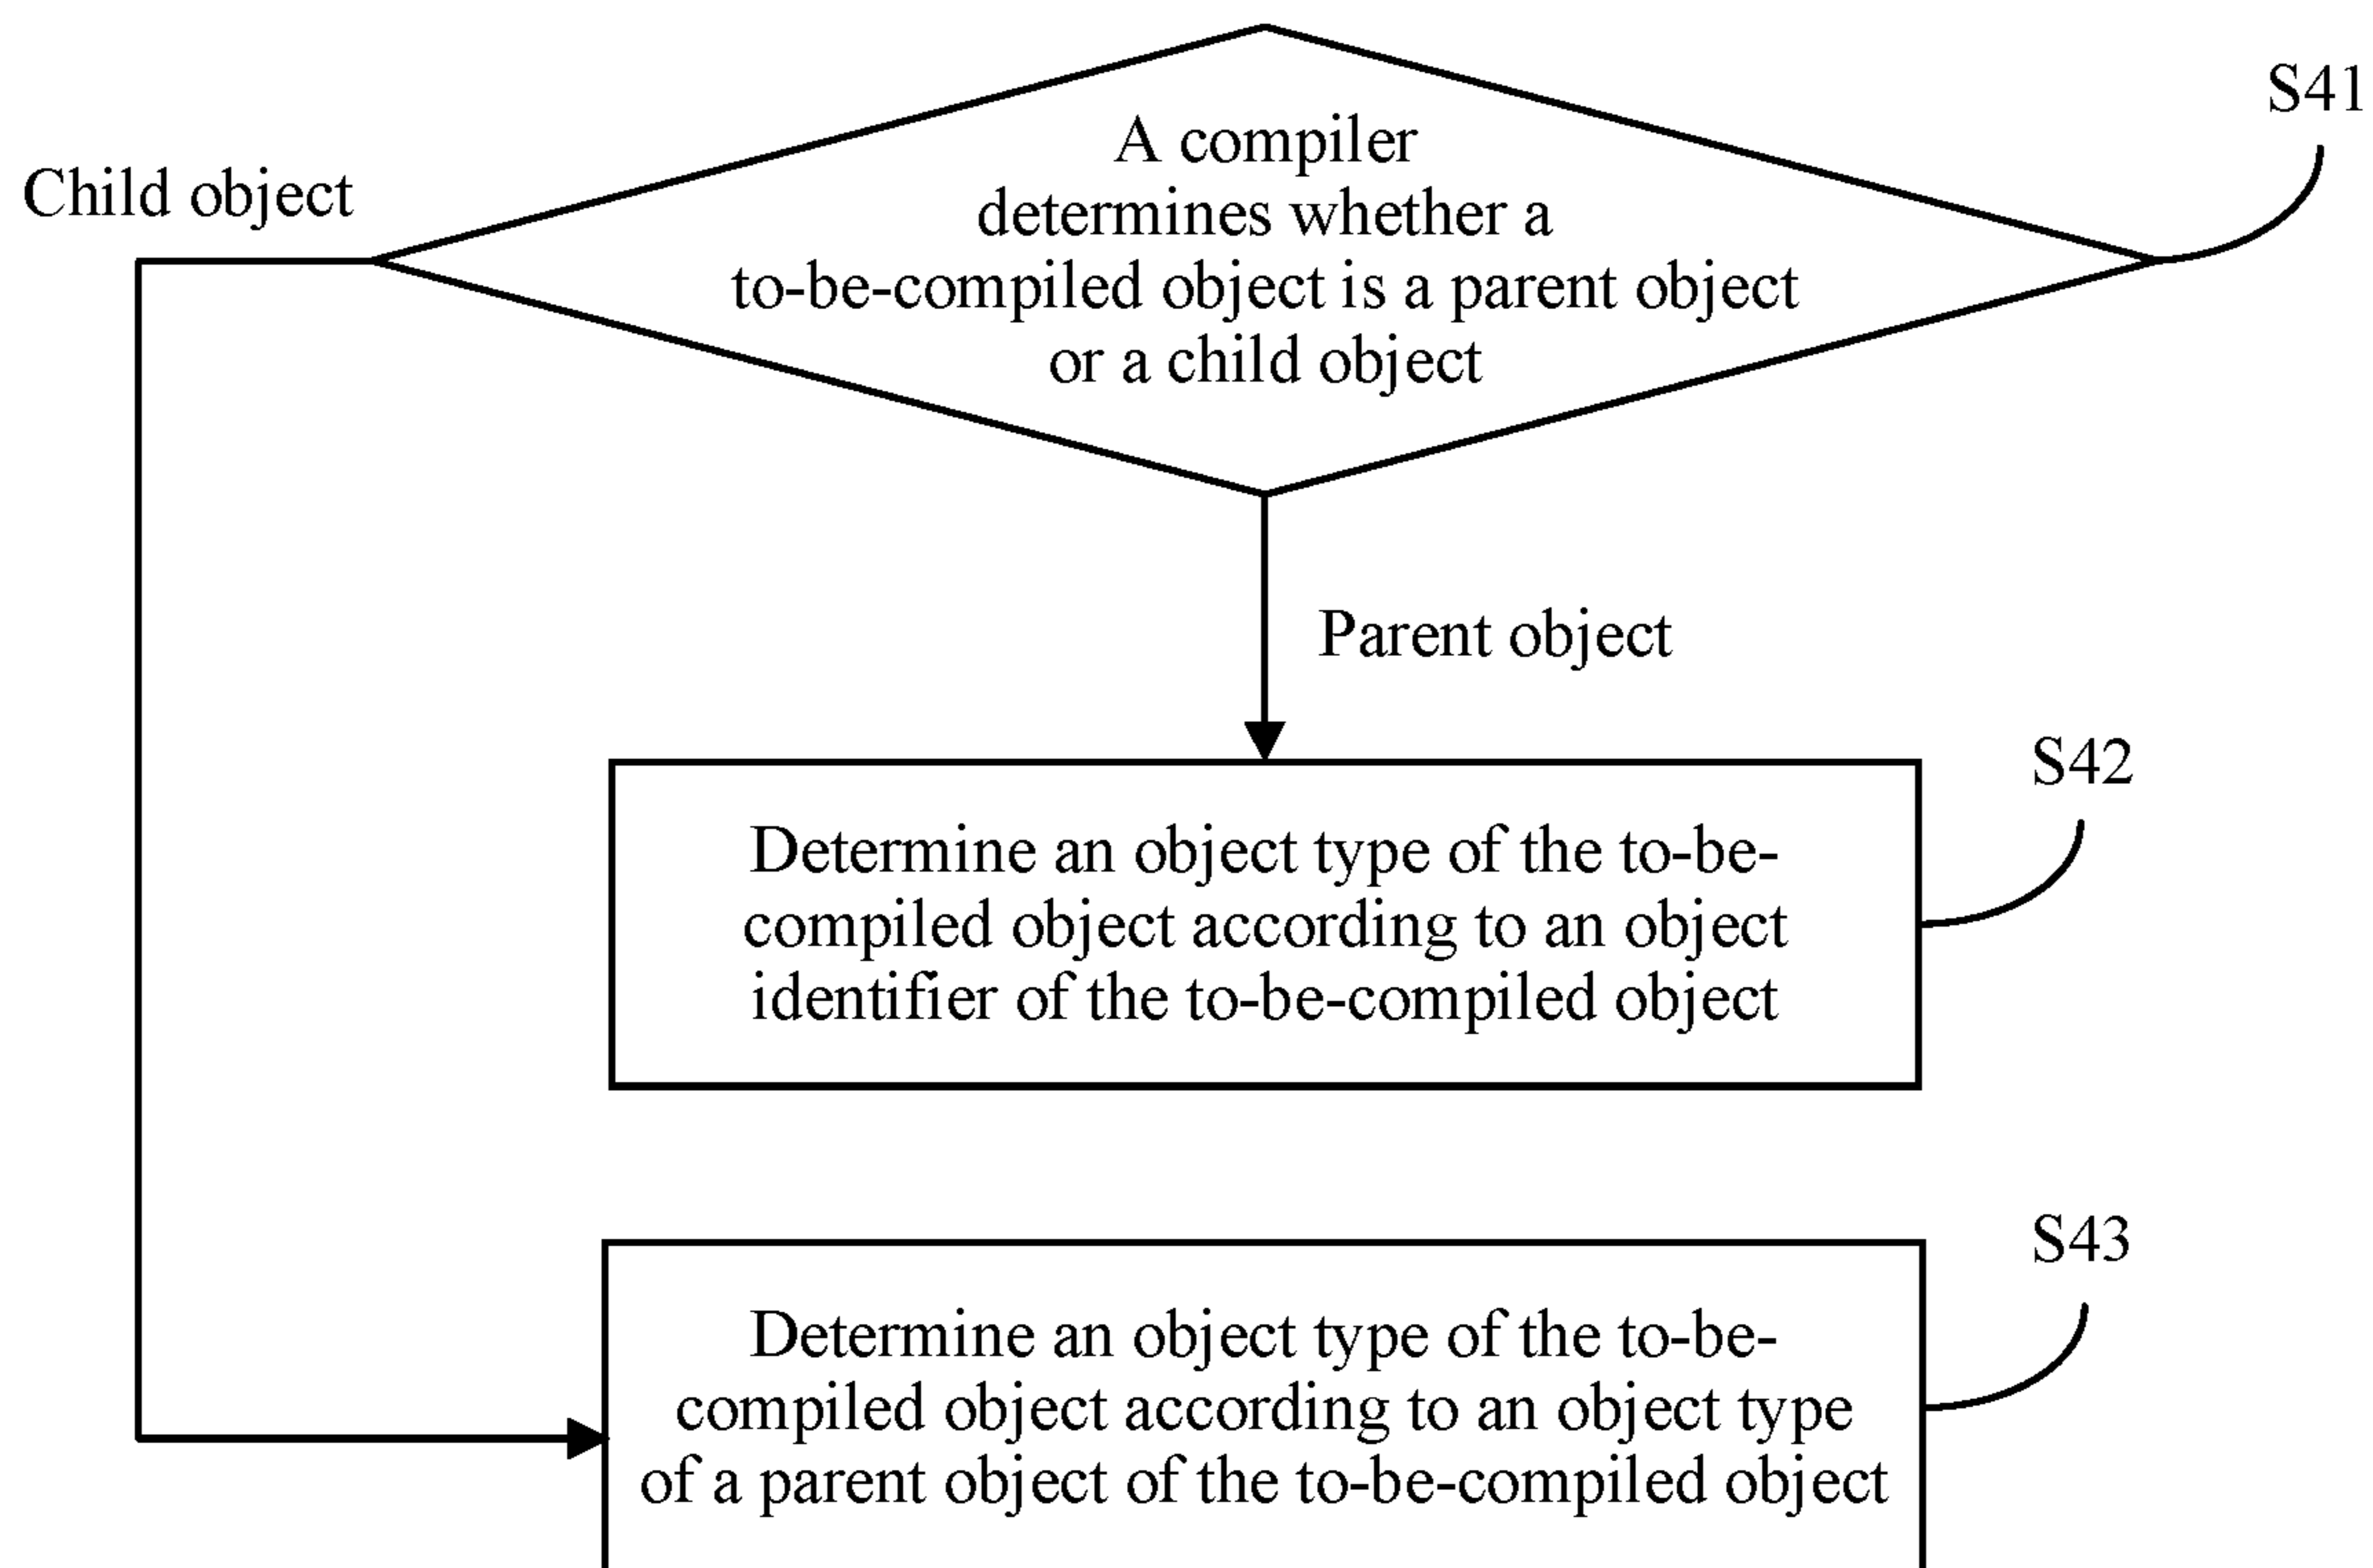 S41
A compiler
determines whether a
to-be-compiled object is a parent object
or a child object
Child object
Parent object
S42
Determine an object type of the to-be-
compiled object according to an object
identifier of the to-be-compiled object
S43
Determine an object type of the to-be-
compiled object according to an object type
of a parent object of the to-be-compiled object